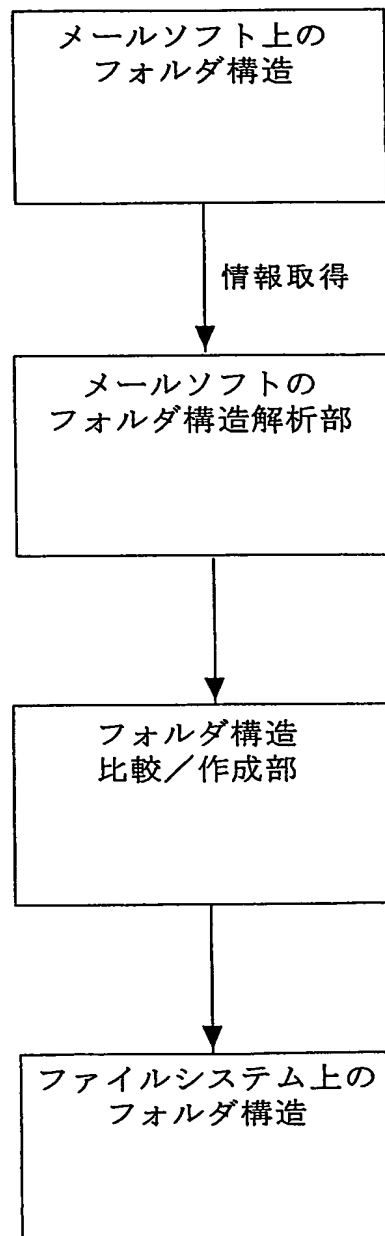 メールソフト上の
フォルダ構造
情報取得
メールソフトの
フォルダ構造解析部
フォルダ構造
比較／作成部
ファイルシステム上の
フォルダ構造